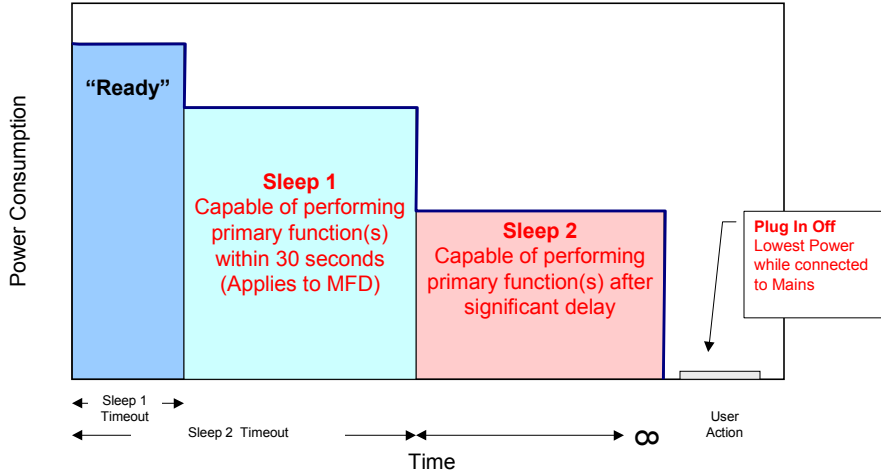 Power Consumption
“Ready”
Sleep 1
Capable of performing
primary function(s)
within 30 seconds
(Applies to MFD)
Sleep 2
Capable of performing
primary function(s) after
significant delay
Plug In Off
Lowest Power
while connected
to Mains
Sleep 1
Timeout
Sleep 2 Timeout
∞
User
Action
Time